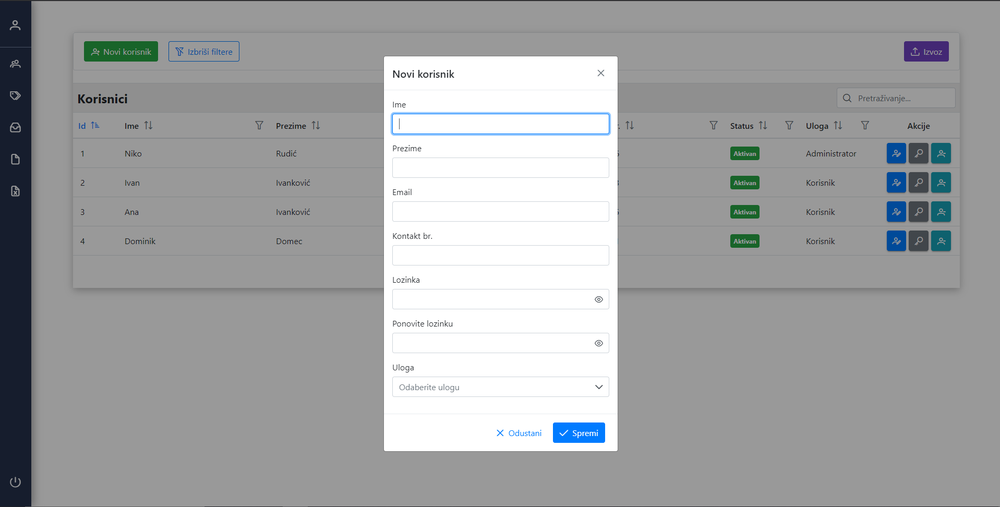 Novi korisnik
Izbriši filtere
Izvoz
Korisnici
Pretraživanje...
Id Ime Prezime r. Status Uloga Akcije
1 Niko Rudić Aktivan Administrator
2 Ivan Ivanković Aktivan Korisnik
3 Ana Ivanković Aktivan Korisnik
4 Dominik Domec Aktivan Korisnik
Novi korisnik
Ime
Prezime
Email
Kontakt br.
Lozinka
Ponovite lozinku
Uloga
Odaberite ulogu
Odustani
Spremi